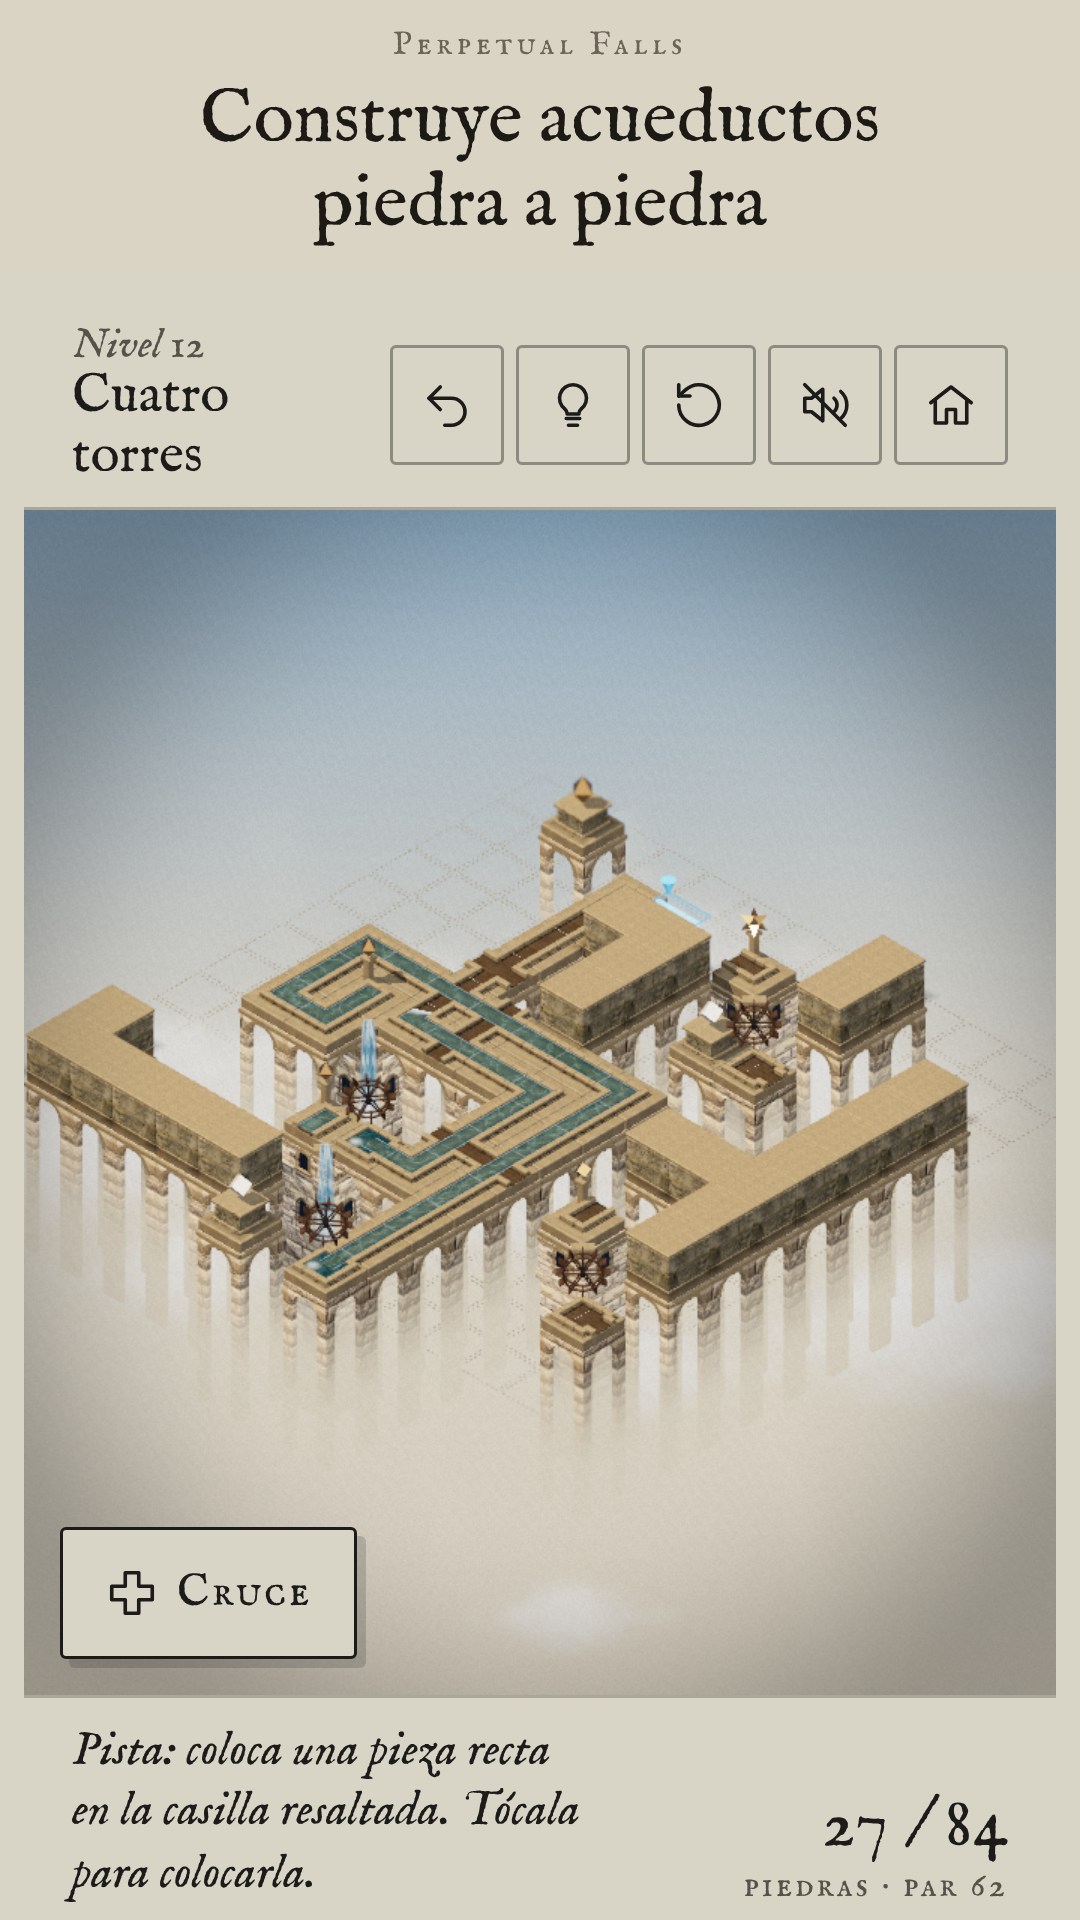 Perpetual Falls
Construye acueductos
piedra a piedra
Nivel 12
Cuatro
torres
Cruce
Pista: coloca una pieza recta
en la casilla resaltada. Tócala
para colocarla.
27 / 84
piedras · par 62